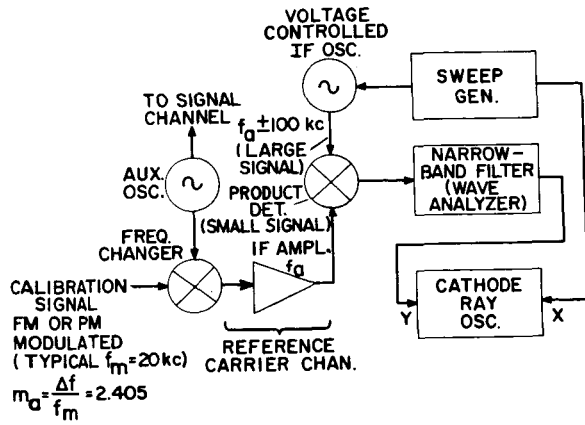 VOLTAGE
CONTROLLED
IF OSC.
SWEEP
GEN.
TO SIGNAL
CHANNEL
fa ±100 kc
(LARGE
SIGNAL)
NARROW-
BAND FILTER
(WAVE
ANALYZER)
AUX.
OSC.
PRODUCT
DET.
(SMALL SIGNAL)
FREQ.
CHANGER
IF AMPL.
fa
CALIBRATION
SIGNAL
FM OR PM
MODULATED
(TYPICAL fm=20kc)
ma=Δf/fm=2.405
REFERENCE
CARRIER CHAN.
Y
CATHODE
RAY
OSC.
X